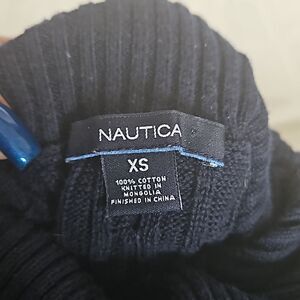 NAUTICA
XS
100% COTTON
KNITTED IN
MONGOLIA
FINISHED IN CHINA